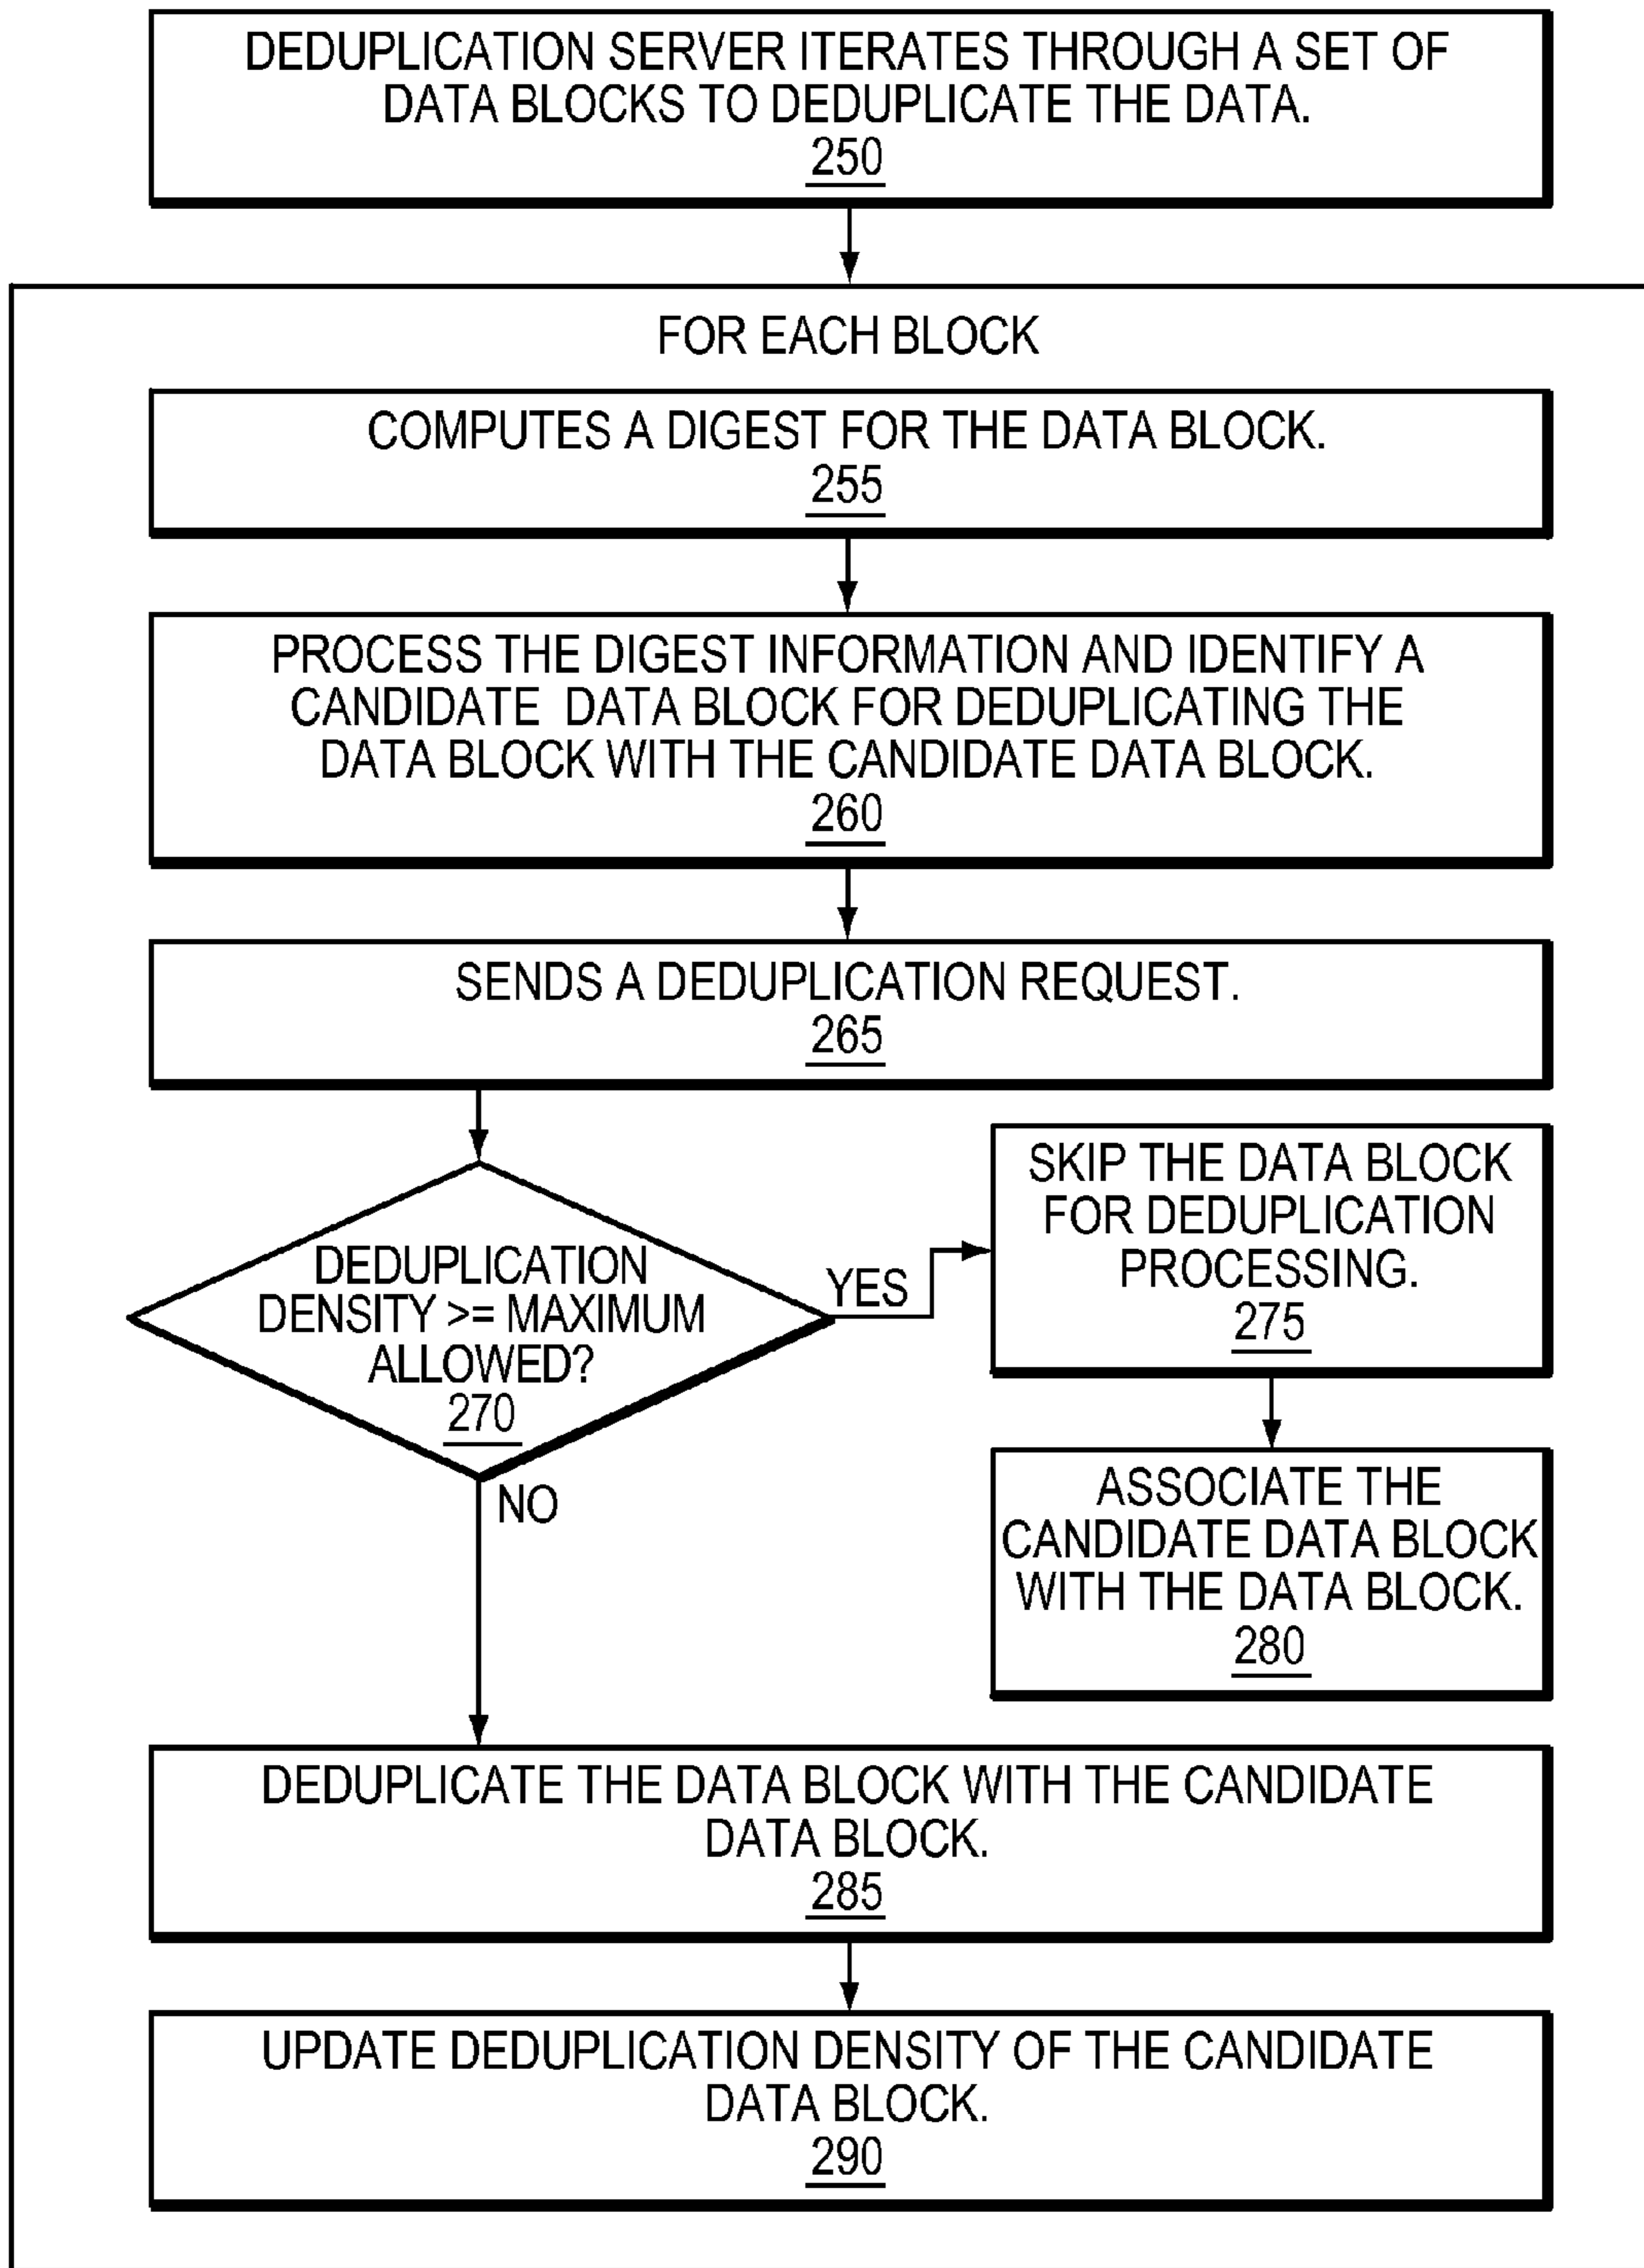 DEDUPLICATION SERVER ITERATES THROUGH A SET OF
DATA BLOCKS TO DEDUPLICATE THE DATA.
250
FOR EACH BLOCK
COMPUTES A DIGEST FOR THE DATA BLOCK.
255
PROCESS THE DIGEST INFORMATION AND IDENTIFY A
CANDIDATE DATA BLOCK FOR DEDUPLICATING THE
DATA BLOCK WITH THE CANDIDATE DATA BLOCK.
260
SENDS A DEDUPLICATION REQUEST.
265
DEDUPLICATION
DENSITY >= MAXIMUM
ALLOWED?
270
YES
NO
SKIP THE DATA BLOCK
FOR DEDUPLICATION
PROCESSING.
275
ASSOCIATE THE
CANDIDATE DATA BLOCK
WITH THE DATA BLOCK.
280
DEDUPLICATE THE DATA BLOCK WITH THE CANDIDATE
DATA BLOCK.
285
UPDATE DEDUPLICATION DENSITY OF THE CANDIDATE
DATA BLOCK.
290